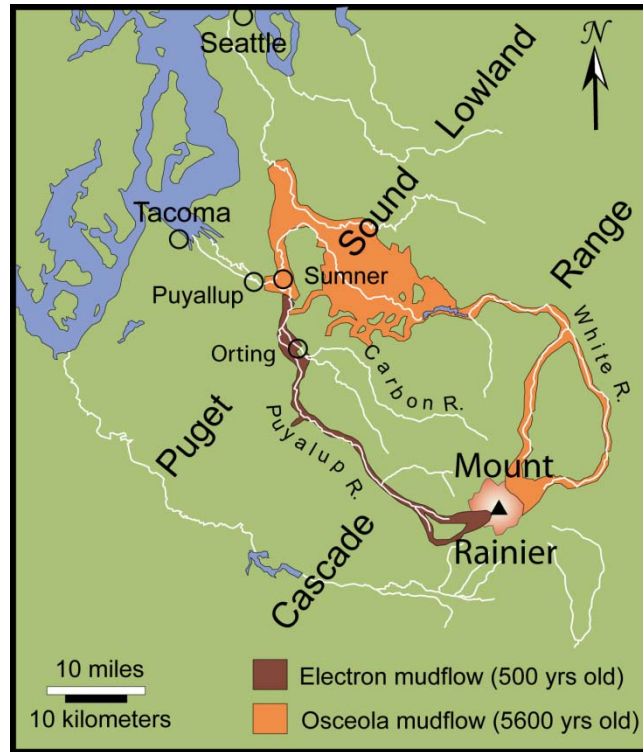 Seattle
N
Lowland
Sound
Range
Tacoma
Sumner
Puyallup
White R.
Orting
Carbon R.
Puget
Puyalup R.
Mount
Rainier
Cascade
10 miles
10 kilometers
Electron mudflow (500 yrs old)
Osceola mudflow (5600 yrs old)